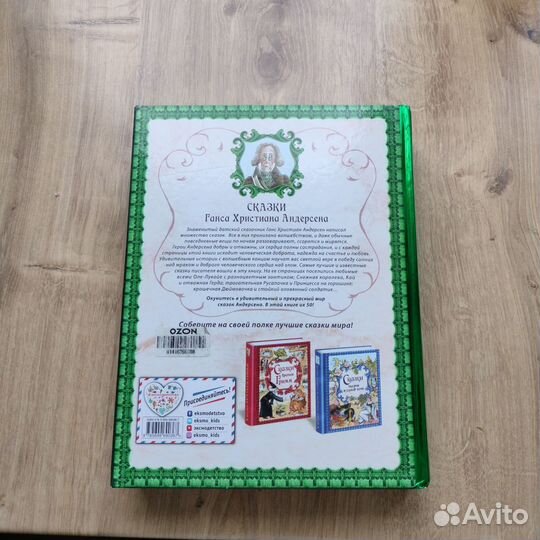 СКАЗКИ
Ганса Христиана Андерсена
Знаменитый датский сказочник Ганс Христиан Андерсен написал
множество сказок. Все в них пронизано волшебством, и даже обычные
повседневные вещи по ночам разговаривают, ссорятся и мирятся.
Герои Андерсена добры и отважны, их сердца полны сострадания, и с каждой
страницы этой книги исходит человеческая доброта, надежда на счастье и любовь.
Удивительные истории с волшебным концом научат вас светлой вере в победу
над мраком и доброго человеческого сердца над злом. Самые лучшие и известные
сказки писателя вошли в эту книгу. На ее страницах поселились любимые
всеми Оле-Лукойе с разноцветным зонтиком; Снежная королева, Кай
и отважная Герда; трогательная Русалочка и Принцесса на горошине;
крошечная Дюймовочка и стойкий оловянный солдатик...
Окунитесь в удивительный и прекрасный мир
сказок Андерсена. В этой книге их 50!
Соберите на своей полке лучшие сказки мира!
OZON
Присоединяйтесь!
eksmodetstvo
eksmo_kids
эксмодетство
eksmo_kids
Сказки
Братьев
Гримм
Сказки
Avito